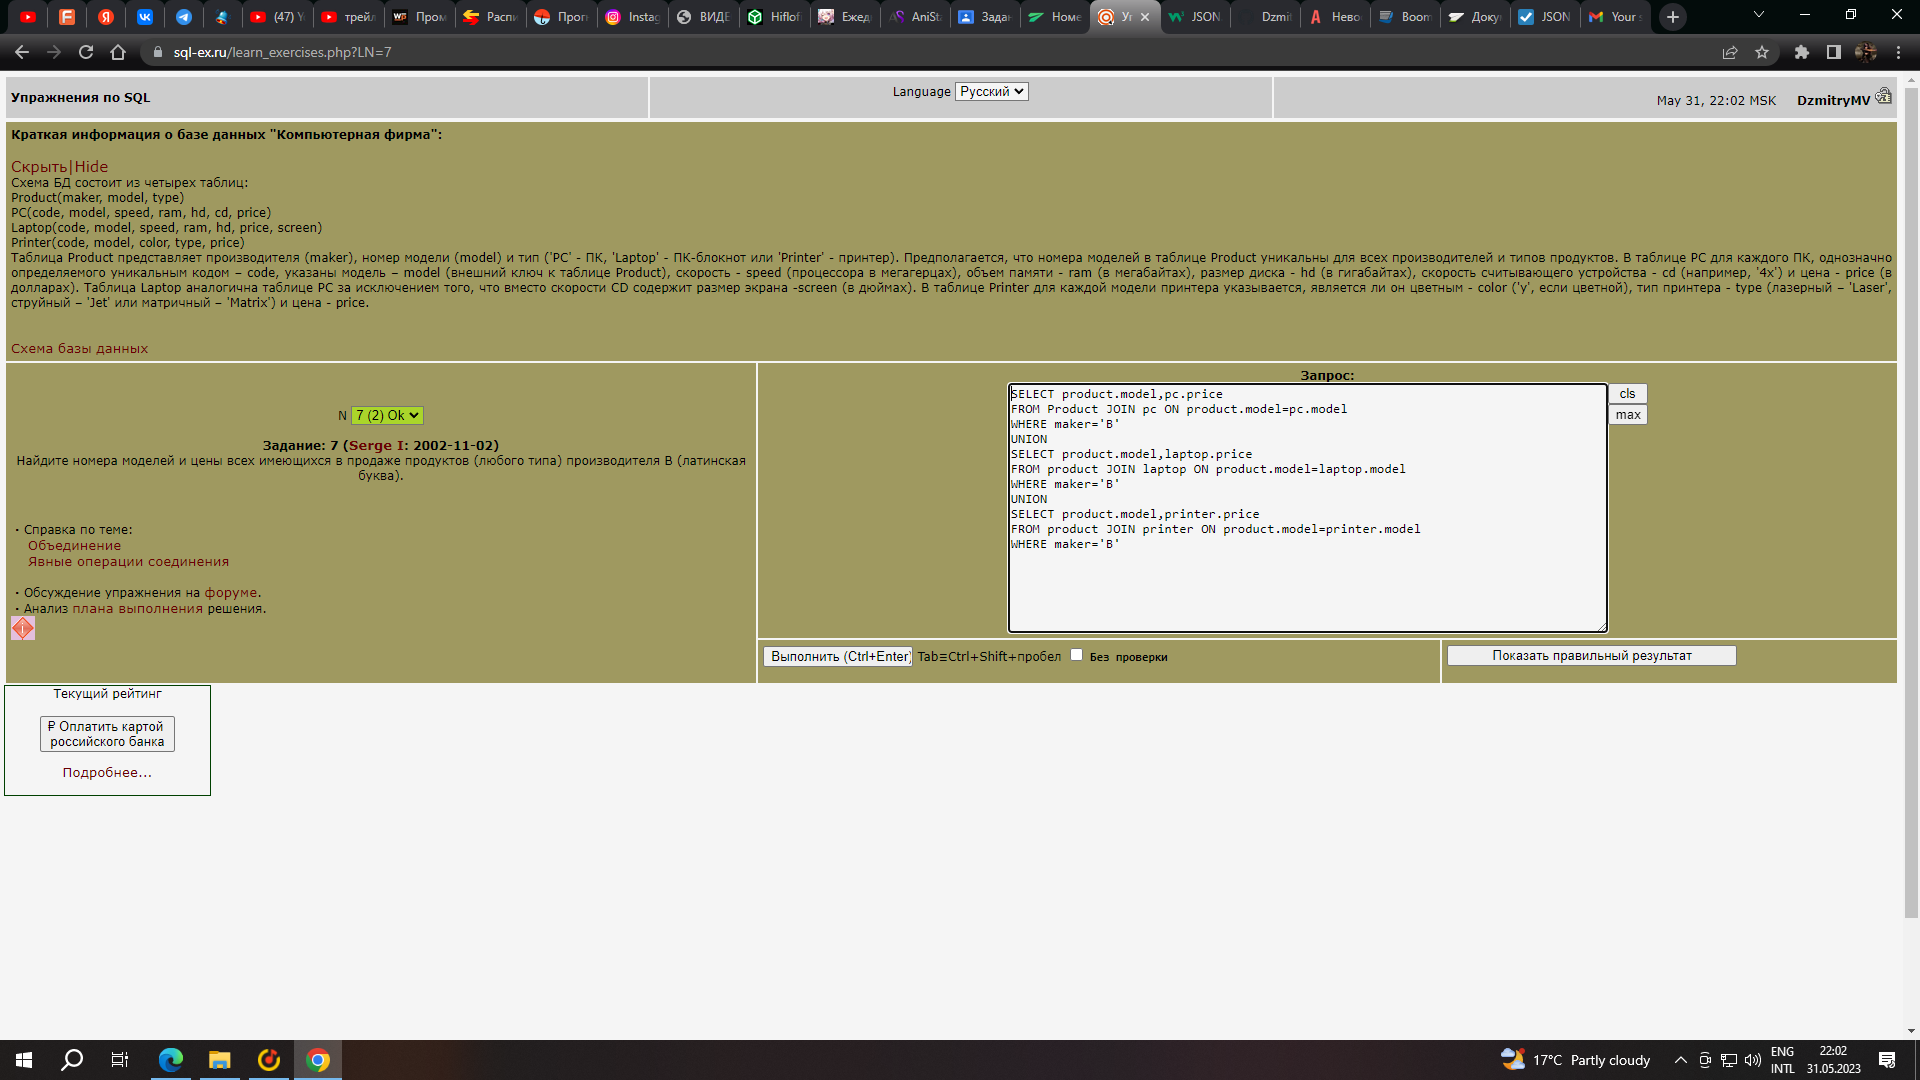 (47) Y
трейл
Пром
Распи
Прог
Instag
ВИДЕ
Hiflof
Ежед
AniSt
Зада
Номе
Уп
JSON
Dzmit
Нево
Boom
Доку
JSON
Your s
sql-ex.ru/learn_exercises.php?LN=7
Упражнения по SQL
Language Русский
May 31, 22:02 MSK DzmitryMV
Краткая информация о базе данных "Компьютерная фирма":
Скрыть|Hide
Схема БД состоит из четырех таблиц:
Product(maker, model, type)
PC(code, model, speed, ram, hd, cd, price)
Laptop(code, model, speed, ram, hd, price, screen)
Printer(code, model, color, type, price)
Таблица Product представляет производителя (maker), номер модели (model) и тип ('PC' - ПК, 'Laptop' - ПК-блокнот или 'Printer' - принтер). Предполагается, что номера моделей в таблице Product уникальны для всех производителей и типов продуктов. В таблице PC для каждого ПК, однозначно
определяемого уникальным кодом – code, указаны модель – model (внешний ключ к таблице Product), скорость - speed (процессора в мегагерцах), объем памяти - ram (в мегабайтах), размер диска - hd (в гигабайтах), скорость считывающего устройства - cd (например, '4x') и цена - price (в
долларах). Таблица Laptop аналогична таблице РС за исключением того, что вместо скорости CD содержит размер экрана -screen (в дюймах). В таблице Printer для каждой модели принтера указывается, является ли он цветным - color ('y', если цветной), тип принтера - type (лазерный – 'Laser',
струйный – 'Jet' или матричный – 'Matrix') и цена - price.
Схема базы данных
N 7 (2) Ok
Задание: 7 (Serge I: 2002-11-02)
Найдите номера моделей и цены всех имеющихся в продаже продуктов (любого типа) производителя B (латинская
буква).
· Справка по теме:
Объединение
Явные операции соединения
· Обсуждение упражнения на форуме.
· Анализ плана выполнения решения.
Запрос:
SELECT product.model,pc.price
FROM Product JOIN pc ON product.model=pc.model
WHERE maker='B'
UNION
SELECT product.model,laptop.price
FROM product JOIN laptop ON product.model=laptop.model
WHERE maker='B'
UNION
SELECT product.model,printer.price
FROM product JOIN printer ON product.model=printer.model
WHERE maker='B'
cls
max
Выполнить (Ctrl+Enter) Tab≡Ctrl+Shift+пробел Без проверки
Показать правильный результат
Текущий рейтинг
₽ Оплатить картой
российского банка
Подробнее...
17°C Partly cloudy
ENG
INTL
22:02
31.05.2023